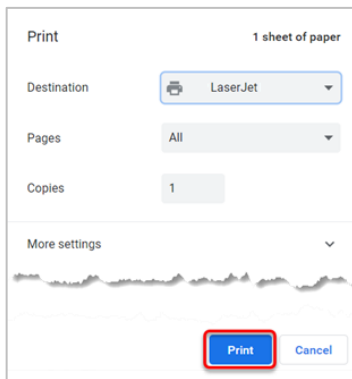 Print 1 sheet of paper
Destination LaserJet
Pages All
Copies 1
More settings
Print Cancel